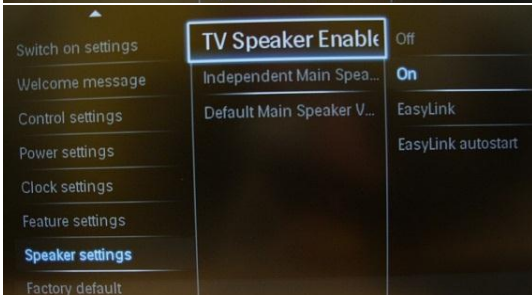 Switch on settings
Welcome message
Control settings
Power settings
Clock settings
Feature settings
Speaker settings
Factory default
TV Speaker Enable
Independent Main Spea...
Default Main Speaker V...
Off
On
EasyLink
EasyLink autostart